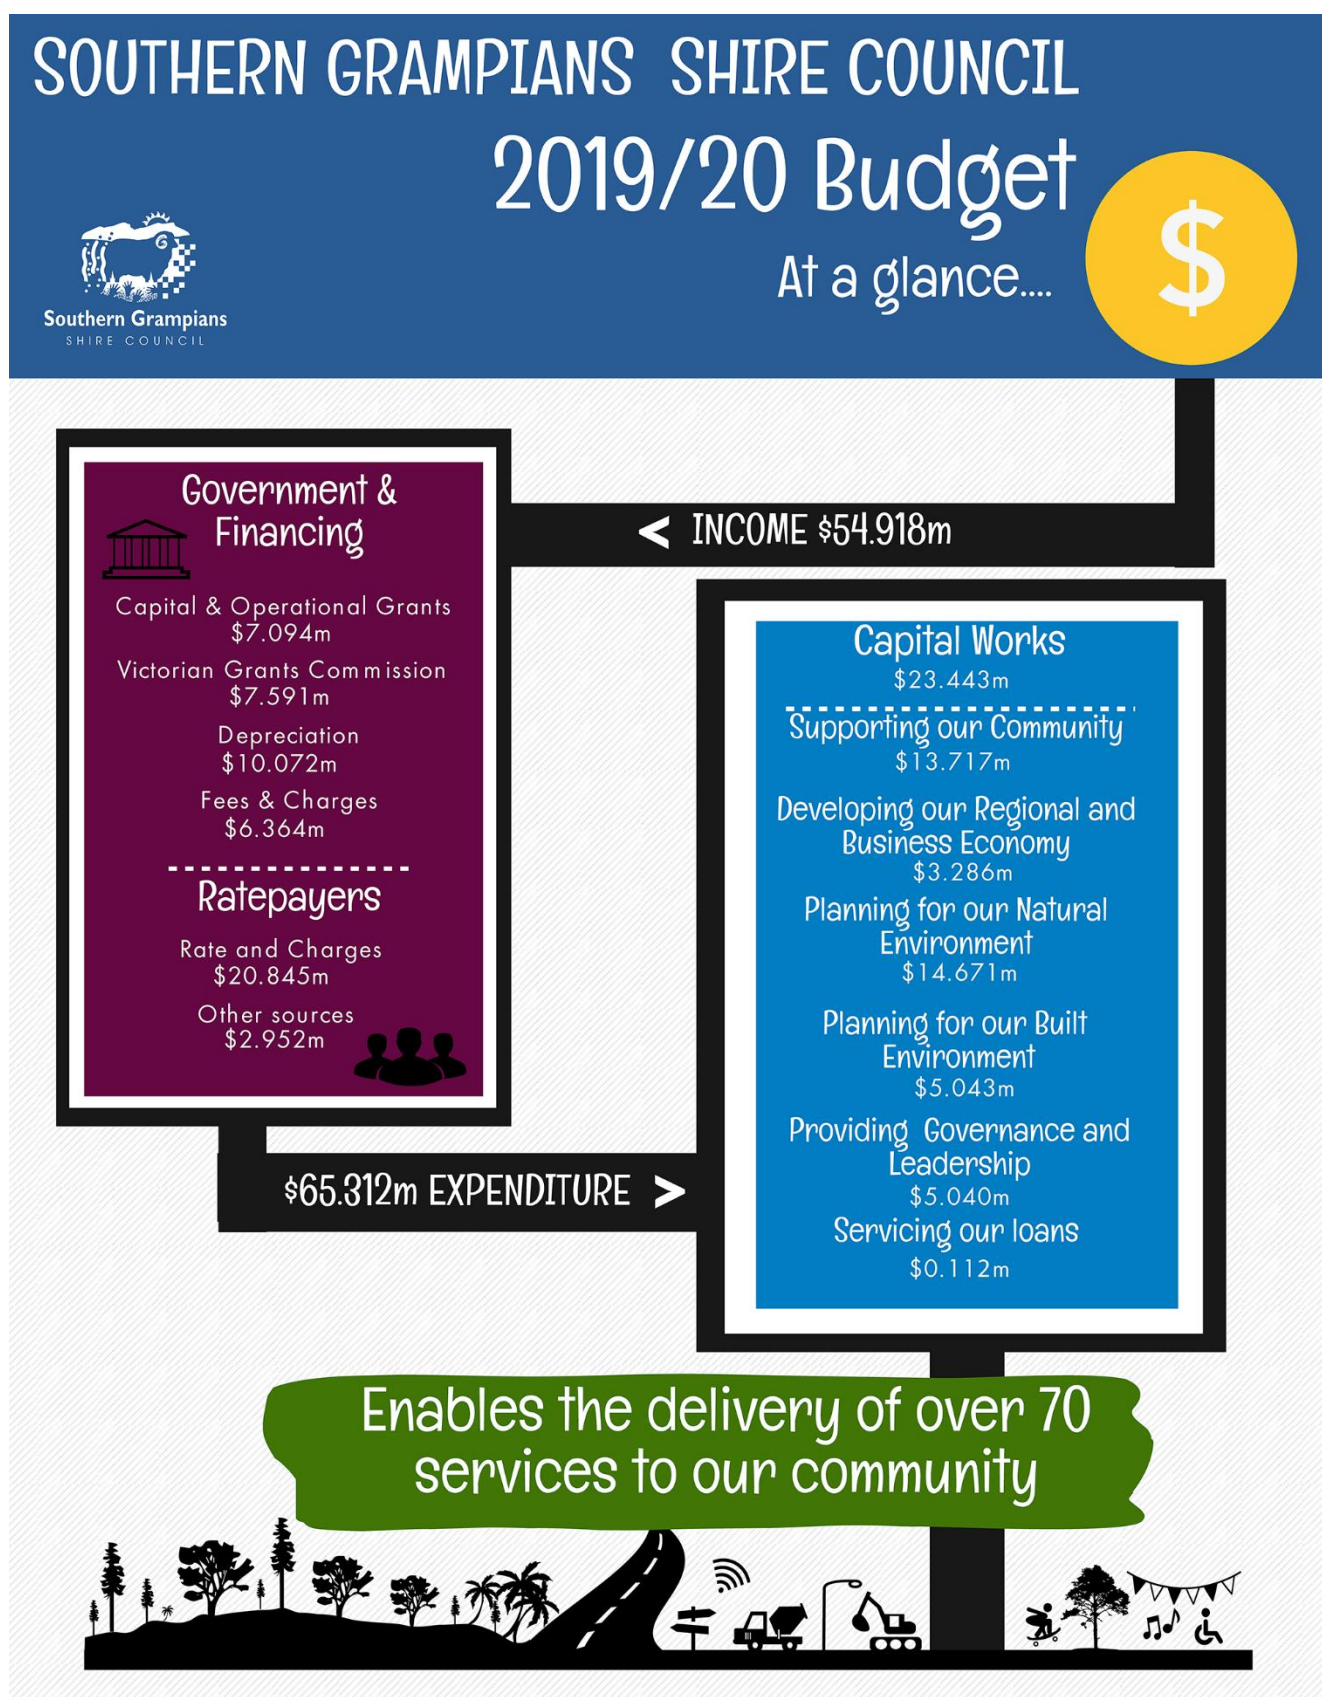 SOUTHERN GRAMPIANS SHIRE COUNCIL
2019/20 Budget
At a glance....
$
Southern Grampians
SHIRE COUNCIL
< INCOME $54.918m
Government &
Financing
Capital & Operational Grants
$7.094m
Victorian Grants Commission
$7.591m
Depreciation
$10.072m
Fees & Charges
$6.364m
Ratepayers
Rate and Charges
$20.845m
Other sources
$2.952m
$65.312m EXPENDITURE >
Capital Works
$23.443m
Supporting our Community
$13.717m
Developing our Regional and
Business Economy
$3.286m
Planning for our Natural
Environment
$14.671m
Planning for our Built
Environment
$5.043m
Providing Governance and
Leadership
$5.040m
Servicing our loans
$0.112m
Enables the delivery of over 70
services to our community